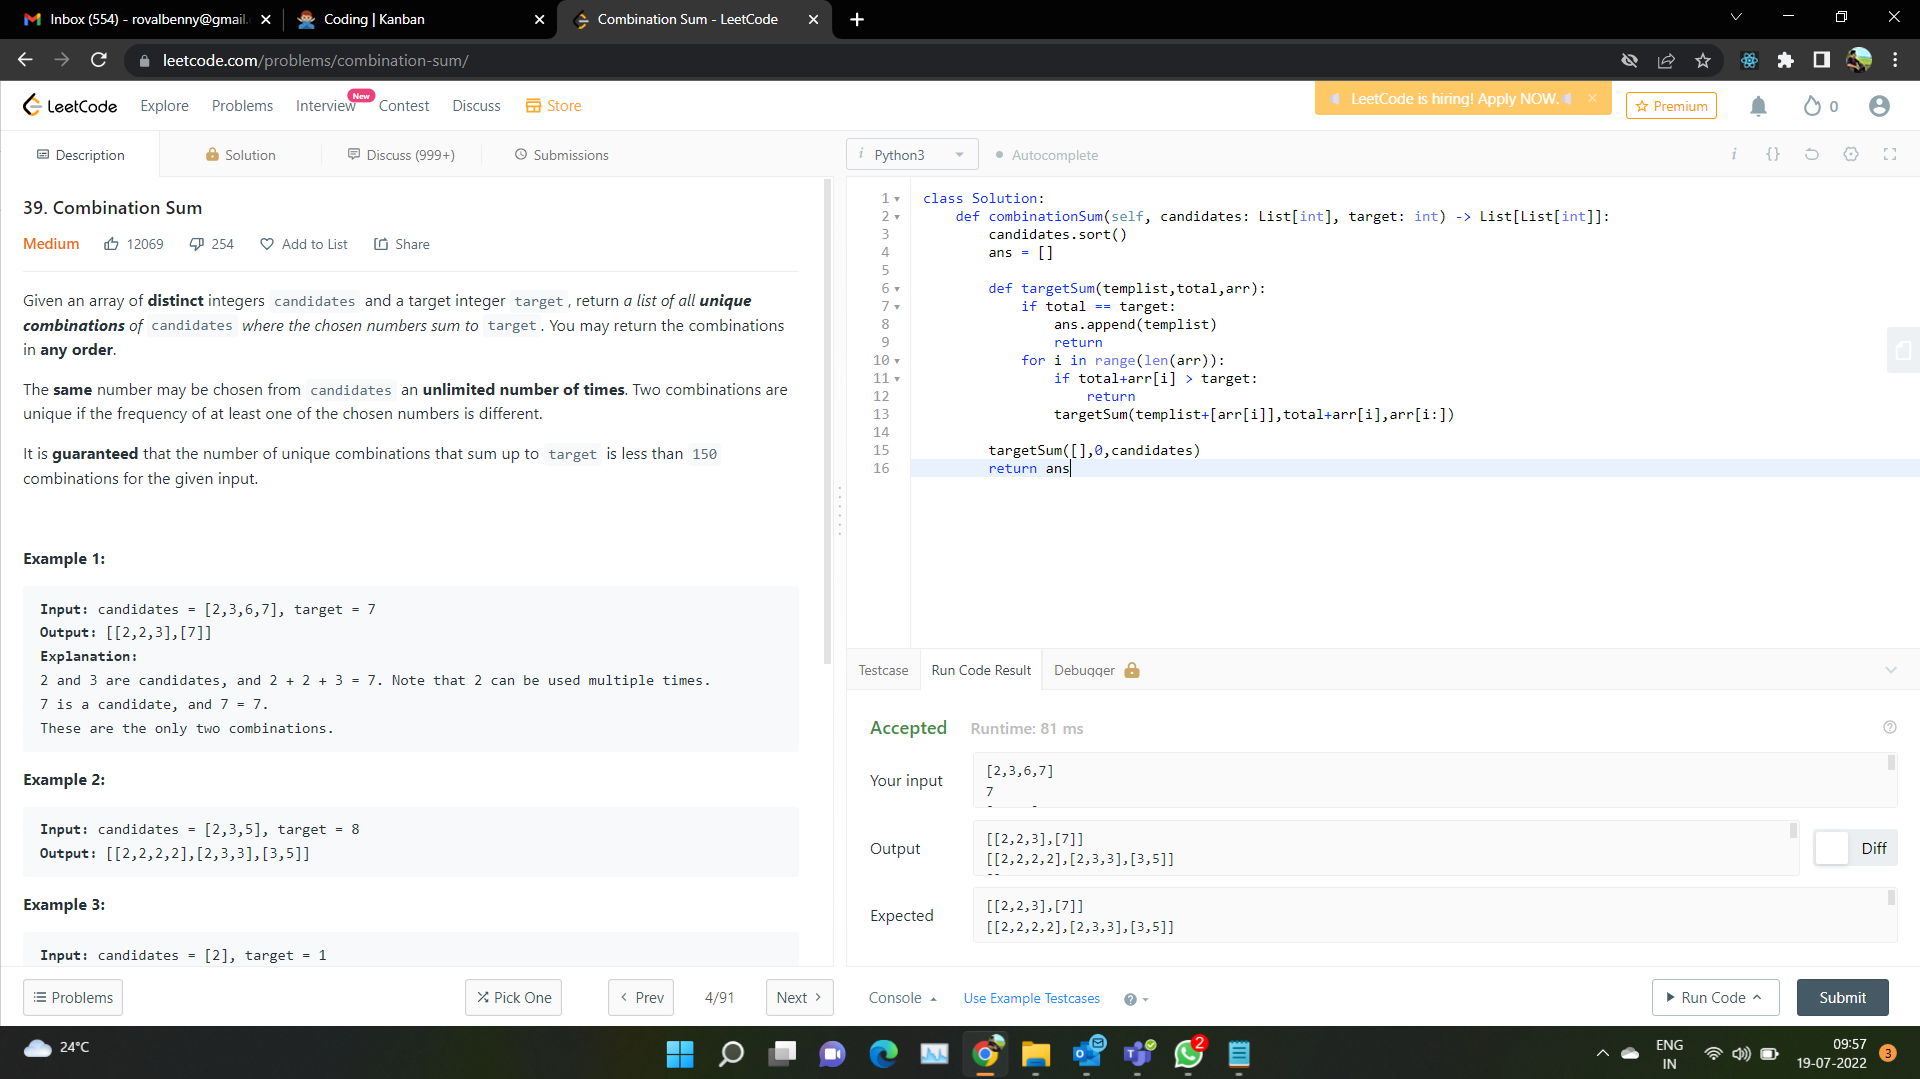 Inbox (554) - rovalbenny@gmail.
Coding | Kanban
Combination Sum - LeetCode
leetcode.com/problems/combination-sum/
LeetCode
Explore
Problems
Interview
New
Contest
Discuss
Store
LeetCode is hiring! Apply NOW.
Premium
0
Description
Solution
Discuss (999+)
Submissions
i Python3
Autocomplete
39. Combination Sum
Medium
12069
254
Add to List
Share
Given an array of distinct integers candidates and a target integer target, return a list of all unique
combinations of candidates where the chosen numbers sum to target. You may return the combinations
in any order.
The same number may be chosen from candidates an unlimited number of times. Two combinations are
unique if the frequency of at least one of the chosen numbers is different.
It is guaranteed that the number of unique combinations that sum up to target is less than 150
combinations for the given input.
Example 1:
Input: candidates = [2,3,6,7], target = 7
Output: [[2,2,3],[7]]
Explanation:
2 and 3 are candidates, and 2 + 2 + 3 = 7. Note that 2 can be used multiple times.
7 is a candidate, and 7 = 7.
These are the only two combinations.
Example 2:
Input: candidates = [2,3,5], target = 8
Output: [[2,2,2,2],[2,3,3],[3,5]]
Example 3:
Input: candidates = [2], target = 1
Problems
Pick One
Prev
4/91
Next
1 class Solution:
2 def combinationSum(self, candidates: List[int], target: int) -> List[List[int]]:
3 candidates.sort()
4 ans = []
5
6 def targetSum(templist,total,arr):
7 if total == target:
8 ans.append(templist)
9 return
10 for i in range(len(arr)):
11 if total+arr[i] > target:
12 return
13 targetSum(templist+[arr[i]],total+arr[i],arr[i:])
14
15 targetSum([],0,candidates)
16 return ans
Testcase
Run Code Result
Debugger
Accepted
Runtime: 81 ms
Your input
[2,3,6,7]
7
Output
[[2,2,3],[7]]
[[2,2,2,2],[2,3,3],[3,5]]
Diff
Expected
[[2,2,3],[7]]
[[2,2,2,2],[2,3,3],[3,5]]
Console
Use Example Testcases
Run Code
Submit
24°C
2
ENG
IN
09:57
19-07-2022
3